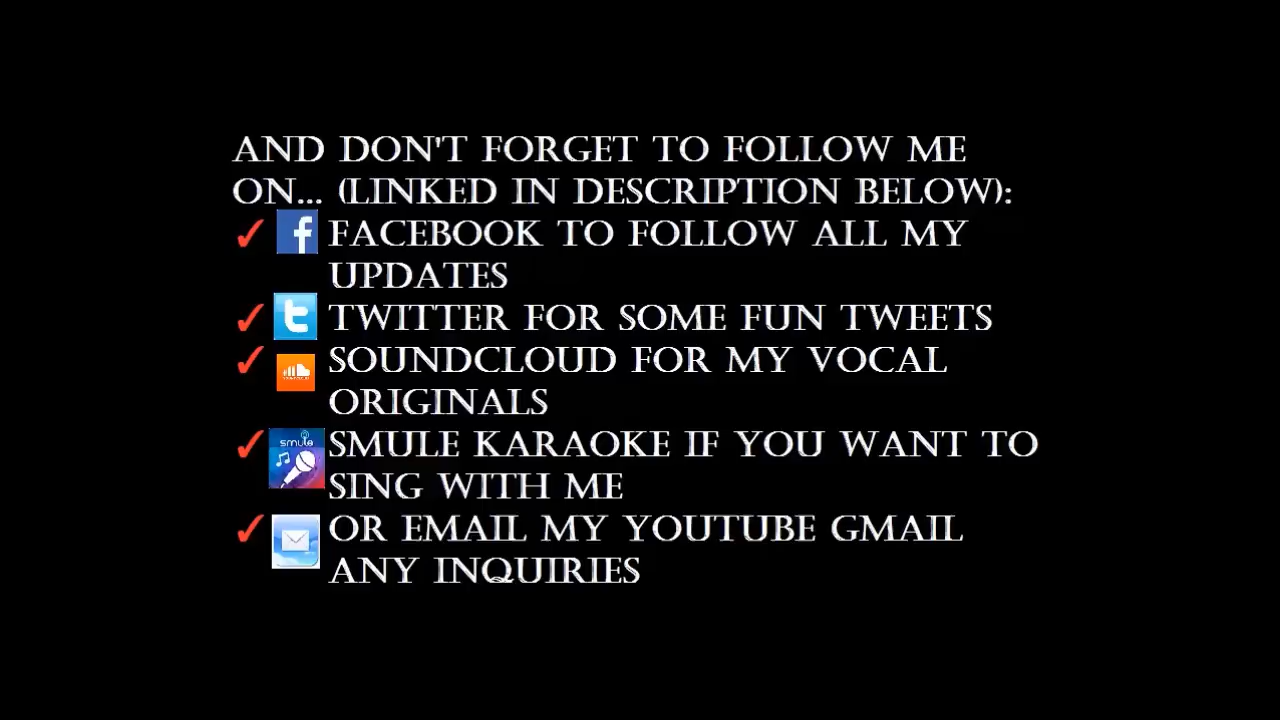 AND DON'T FORGET TO FOLLOW ME
ON... (LINKED IN DESCRIPTION BELOW):
✓ f FACEBOOK TO FOLLOW ALL MY
UPDATES
✓ t TWITTER FOR SOME FUN TWEETS
✓ SOUNDCLOUD FOR MY VOCAL
ORIGINALS
✓ smule SMULE KARAOKE IF YOU WANT TO
SING WITH ME
✓ OR EMAIL MY YOUTUBE GMAIL
ANY INQUIRIES